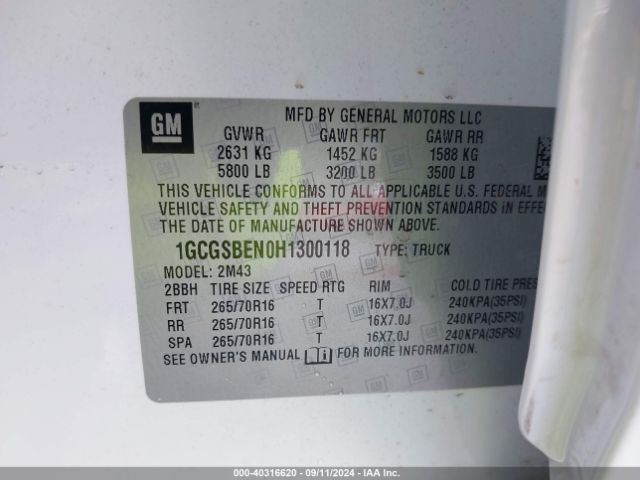 GM
MFD BY GENERAL MOTORS LLC
GVWR GAWR FRT GAWR RR
2631 KG 1452 KG 1588 KG
5800 LB 3200 LB 3500 LB
THIS VEHICLE CONFORMS TO ALL APPLICABLE U.S. FEDERAL M
VEHICLE SAFETY AND THEFT PREVENTION STANDARDS IN EF
THE DATE OF MANUFACTURE SHOWN ABOVE.
1GCGSBEN0H1300118 TYPE: TRUCK
MODEL: 2M43
2BBH TIRE SIZE SPEED RTG RIM COLD TIRE PRES
FRT 265/70R16 T 16X7.0J 240KPA(35PSI)
RR 265/70R16 T 16X7.0J 240KPA(35PSI)
SPA 265/70R16 T 16X7.0J 240KPA(35PSI)
SEE OWNER'S MANUAL FOR MORE INFORMATION.
000-40316620 - 09/11/2024 - IAA Inc.